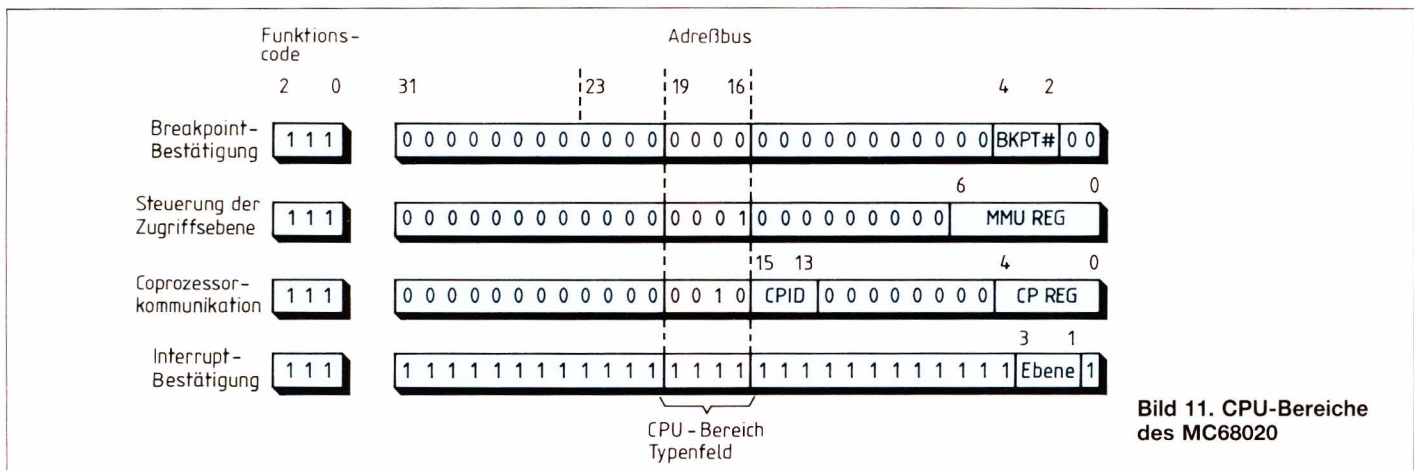 Funktions-
code
Adreßbus
2 0 31 23 19 16 4 2
Breakpoint-
Bestätigung
1 1 1 0 0 0 0 0 0 0 0 0 0 0 0 0 0 0 0 0 0 0 0 0 0 0 0 0 0 0 BKPT# 0 0
6 0
Steuerung der
Zugriffsebene
1 1 1 0 0 0 0 0 0 0 0 0 0 0 0 0 0 0 1 0 0 0 0 0 0 0 0 0 MMU REG
15 13 4 0
Coprozessor-
kommunikation
1 1 1 0 0 0 0 0 0 0 0 0 0 0 0 0 0 1 0 CPID 0 0 0 0 0 0 0 0 CP REG
3 1
Interrupt-
Bestätigung
1 1 1 1 1 1 1 1 1 1 1 1 1 1 1 1 1 1 1 1 1 1 1 1 1 1 1 1 1 1 1 Ebene 1
CPU-Bereich
Typenfeld
Bild 11. CPU-Bereiche
des MC68020